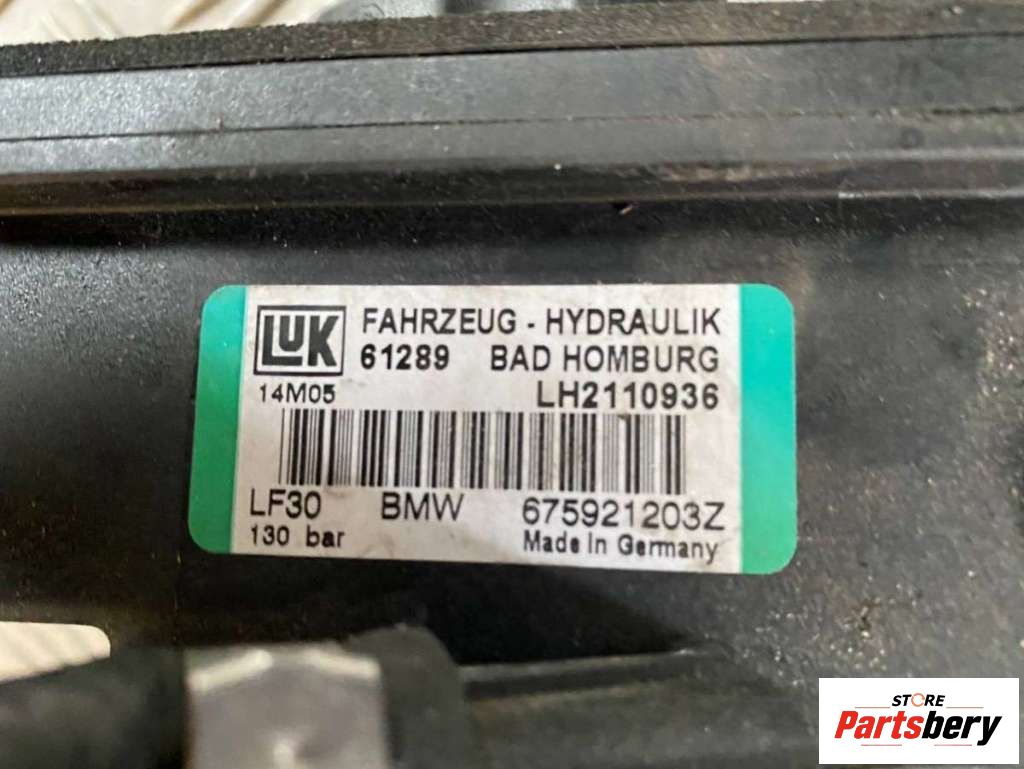 LUK
FAHRZEUG - HYDRAULIK
61289 BAD HOMBURG
14M05 LH2110936
LF30 BMW 675921203Z
130 bar Made In Germany
STORE
Partsbery